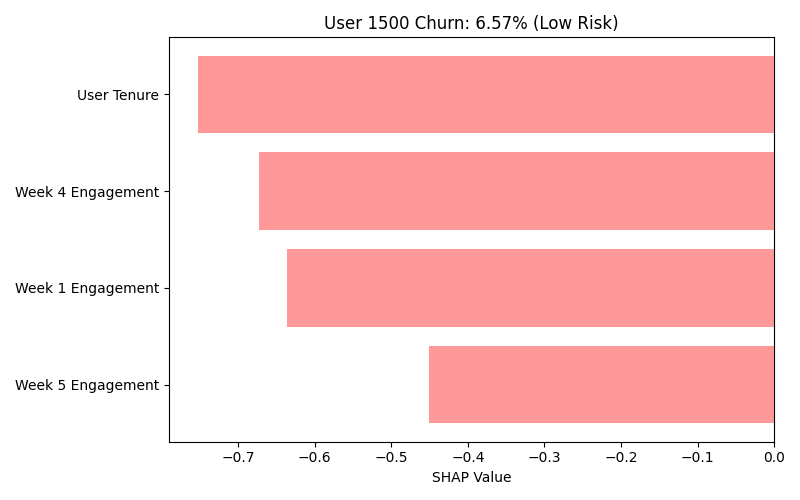 User 1500 Churn: 6.57% (Low Risk)
User Tenure
Week 4 Engagement
Week 1 Engagement
Week 5 Engagement
−0.7 −0.6 −0.5 −0.4 −0.3 −0.2 −0.1 0.0
SHAP Value